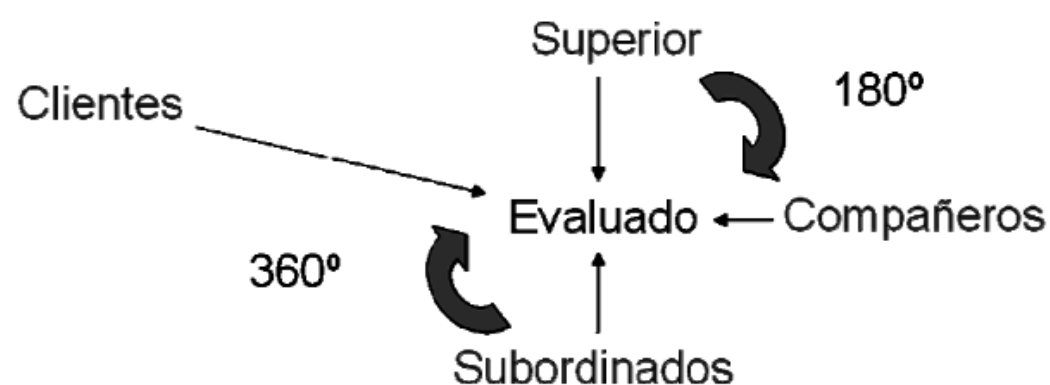 Superior
Clientes
180º
Evaluado
Compañeros
360º
Subordinados